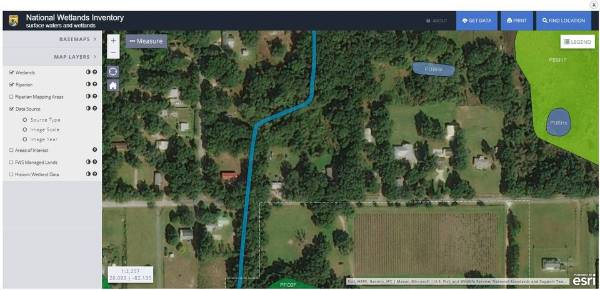 National Wetlands Inventory
surface waters and wetlands
ABOUT
GET DATA
PRINT
FIND LOCATION
BASEMAPS >
MAP LAYERS >
Wetlands
Riparian
Riparian Mapping Areas
Data Source
Source Type
Image Scale
Image Year
Areas of Interest
FWS Managed Lands
Historic Wetland Data
+
Measure
LEGEND
esri